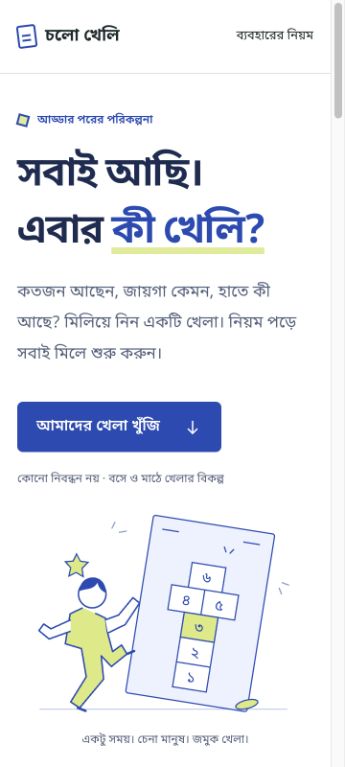 চলো খেলি
ব্যবহারের নিয়ম
আড্ডার পরের পরিকল্পনা
সবাই আছি।
এবার কী খেলি?
কতজন আছেন, জায়গা কেমন, হাতে কী
আছে? মিলিয়ে নিন একটি খেলা। নিয়ম পড়ে
সবাই মিলে শুরু করুন।
আমাদের খেলা খুঁজি ↓
কোনো নিবন্ধন নয় · বসে ও মাঠে খেলার বিকল্প
৬
৪ ৫
৩
২
১
একটু সময়। চেনা মানুষ। জমুক খেলা।